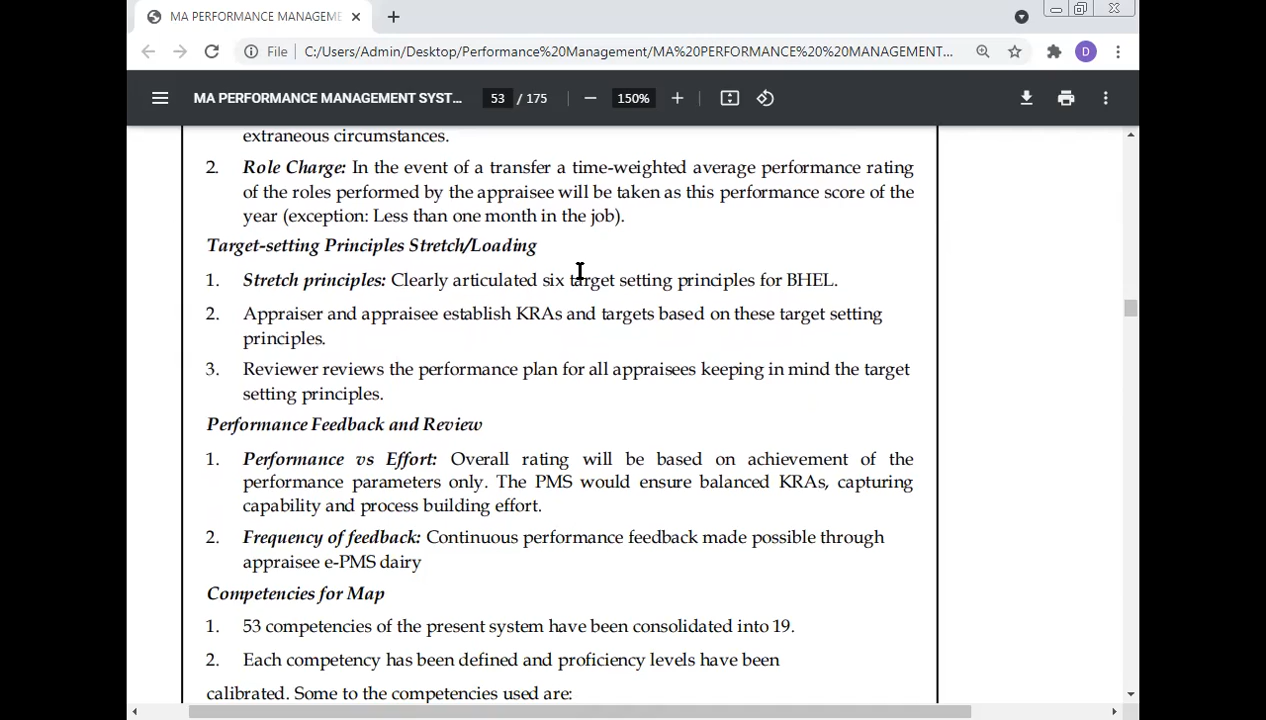 MA PERFORMANCE MANAGEME
File
C:/Users/Admin/Desktop/Performance%20Management/MA%20PERFORMANCE%20%20MANAGEMENT...
D
MA PERFORMANCE MANAGEMENT SYST...
53 / 175
150%
extraneous circumstances.
2. Role Charge: In the event of a transfer a time-weighted average performance rating
of the roles performed by the appraisee will be taken as this performance score of the
year (exception: Less than one month in the job).
Target-setting Principles Stretch/Loading
1. Stretch principles: Clearly articulated six target setting principles for BHEL.
2. Appraiser and appraisee establish KRAs and targets based on these target setting
principles.
3. Reviewer reviews the performance plan for all appraisees keeping in mind the target
setting principles.
Performance Feedback and Review
1. Performance vs Effort: Overall rating will be based on achievement of the
performance parameters only. The PMS would ensure balanced KRAs, capturing
capability and process building effort.
2. Frequency of feedback: Continuous performance feedback made possible through
appraisee e-PMS dairy
Competencies for Map
1. 53 competencies of the present system have been consolidated into 19.
2. Each competency has been defined and proficiency levels have been
calibrated. Some to the competencies used are: